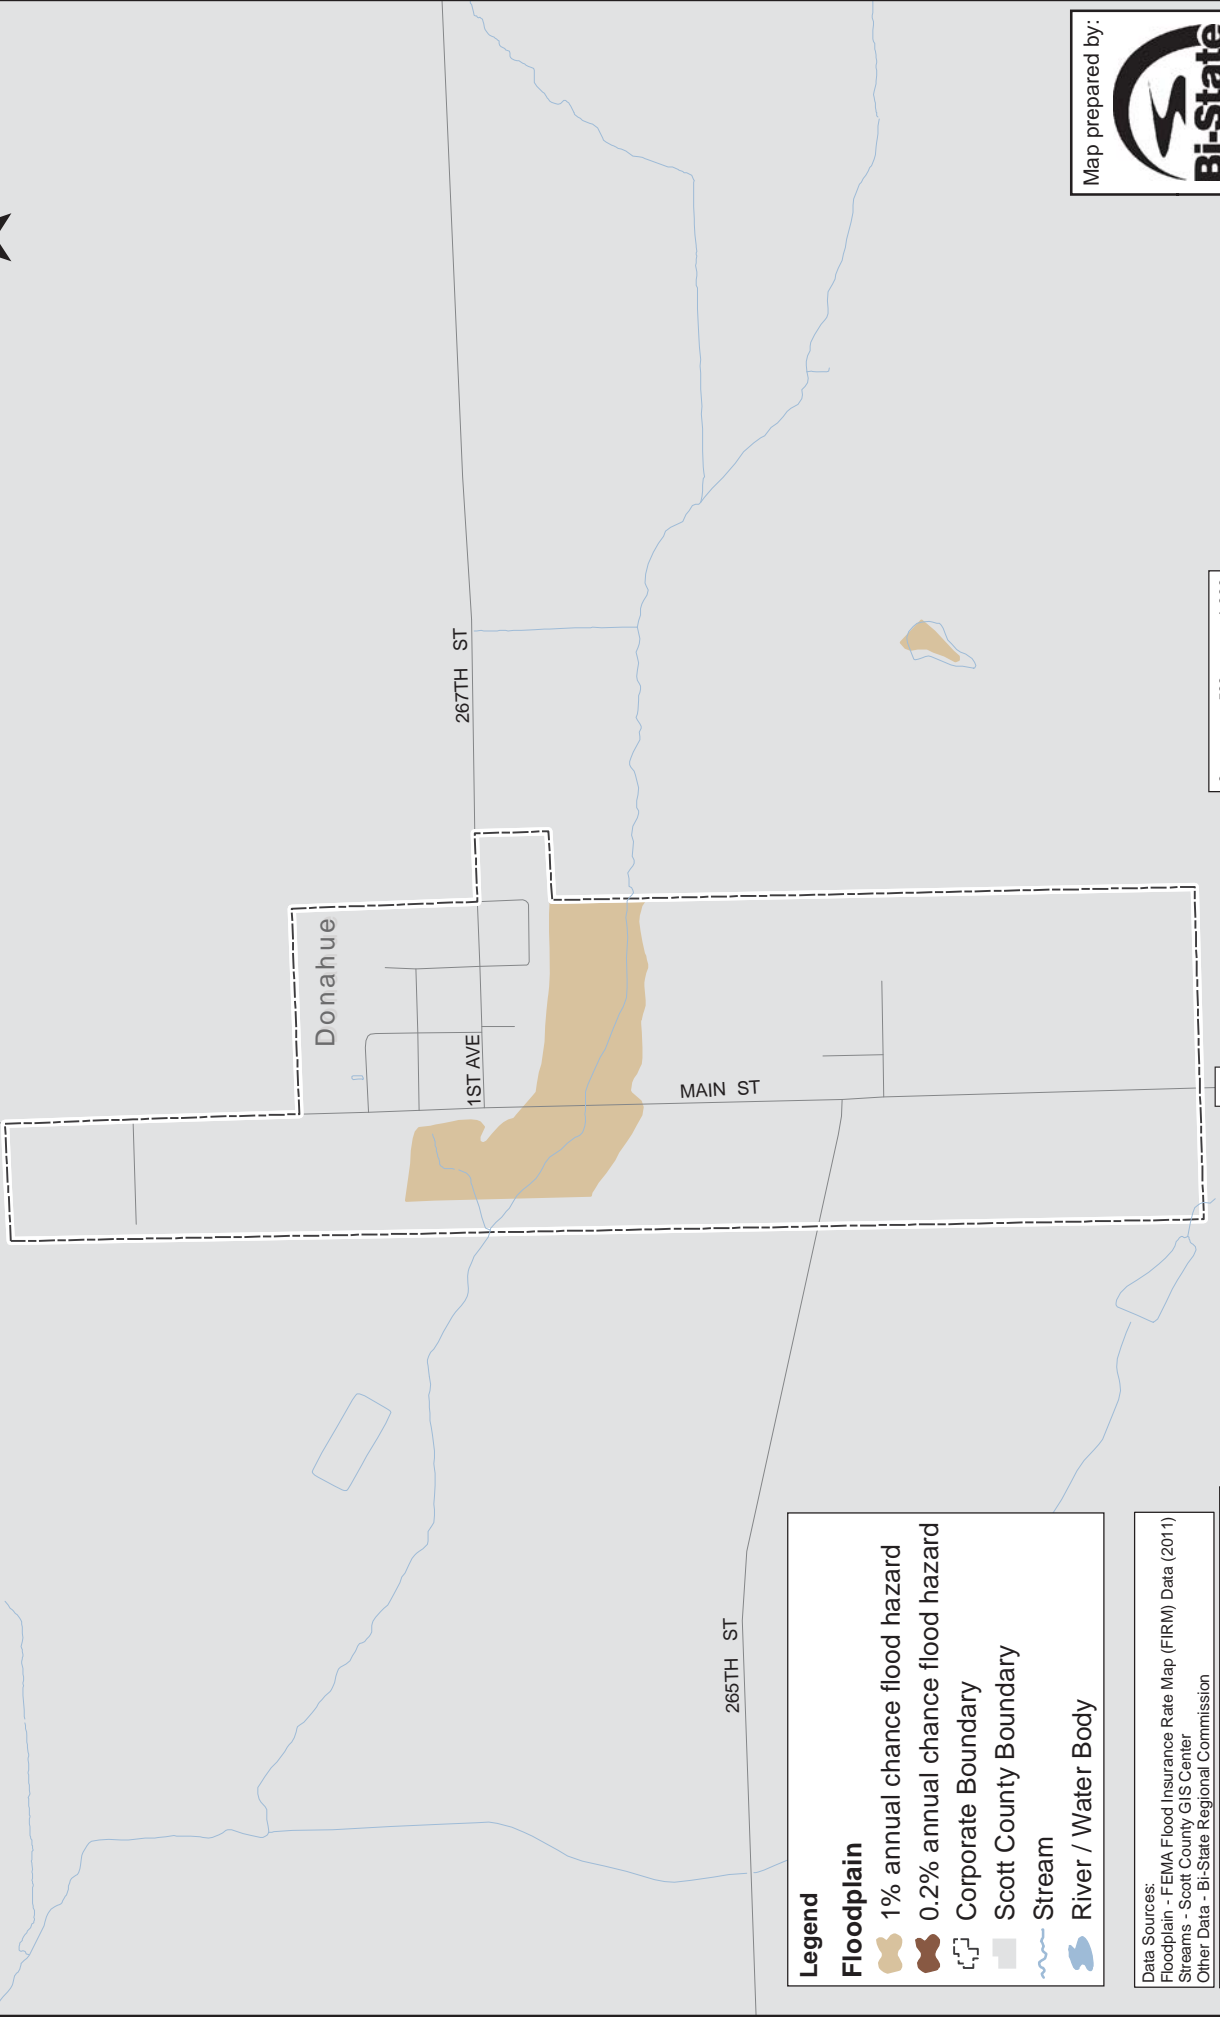 Donahue
267TH ST
1ST AVE
MAIN ST
265TH ST
Legend
Floodplain
1% annual chance flood hazard
0.2% annual chance flood hazard
Corporate Boundary
Scott County Boundary
Stream
River / Water Body
Data Sources:
Floodplain - FEMA Flood Insurance Rate Map (FIRM) Data (2011)
Streams - Scott County GIS Center
Other Data - Bi-State Regional Commission
Map prepared by:
Bi-State